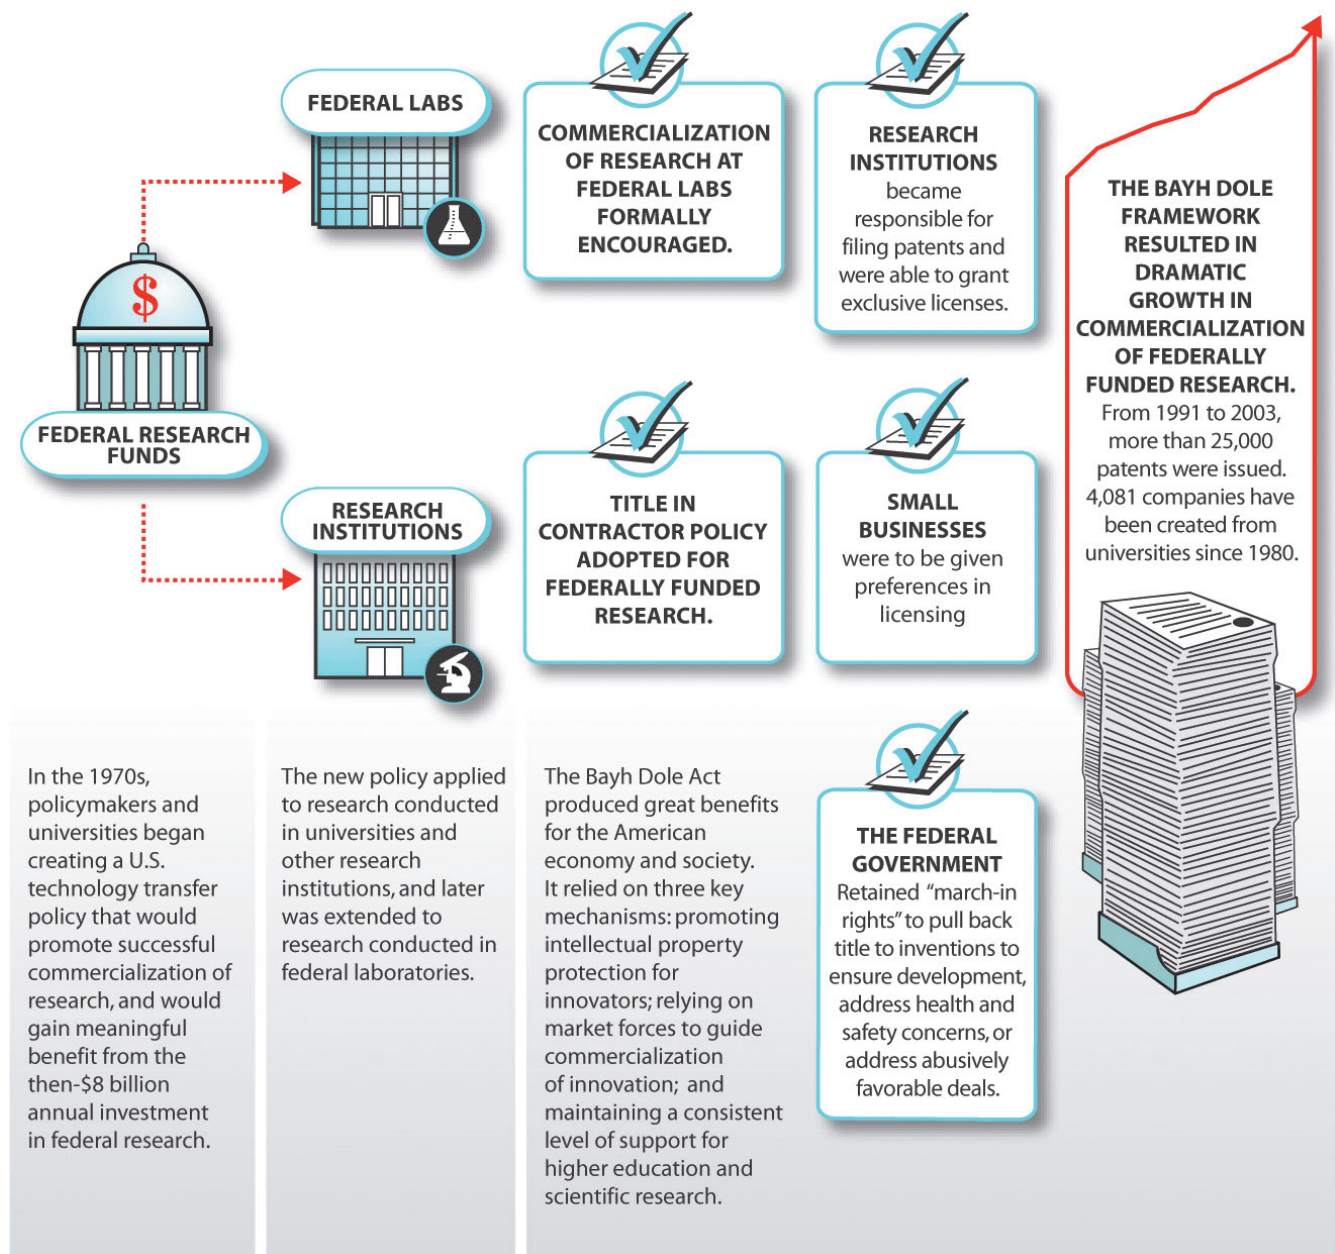 FEDERAL LABS
COMMERCIALIZATION
OF RESEARCH AT
FEDERAL LABS
FORMALLY
ENCOURAGED.
RESEARCH
INSTITUTIONS
became
responsible for
filing patents and
were able to grant
exclusive licenses.
$
FEDERAL RESEARCH
FUNDS
RESEARCH
INSTITUTIONS
TITLE IN
CONTRACTOR POLICY
ADOPTED FOR
FEDERALLY FUNDED
RESEARCH.
SMALL
BUSINESSES
were to be given
preferences in
licensing
THE BAYH DOLE
FRAMEWORK
RESULTED IN
DRAMATIC
GROWTH IN
COMMERCIALIZATION
OF FEDERALLY
FUNDED RESEARCH.
From 1991 to 2003,
more than 25,000
patents were issued.
4,081 companies have
been created from
universities since 1980.
In the 1970s,
policymakers and
universities began
creating a U.S.
technology transfer
policy that would
promote successful
commercialization of
research, and would
gain meaningful
benefit from the
then-$8 billion
annual investment
in federal research.
The new policy applied
to research conducted
in universities and
other research
institutions, and later
was extended to
research conducted in
federal laboratories.
The Bayh Dole Act
produced great benefits
for the American
economy and society.
It relied on three key
mechanisms: promoting
intellectual property
protection for
innovators; relying on
market forces to guide
commercialization
of innovation; and
maintaining a consistent
level of support for
higher education and
scientific research.
THE FEDERAL
GOVERNMENT
Retained "march-in
rights" to pull back
title to inventions to
ensure development,
address health and
safety concerns, or
address abusively
favorable deals.